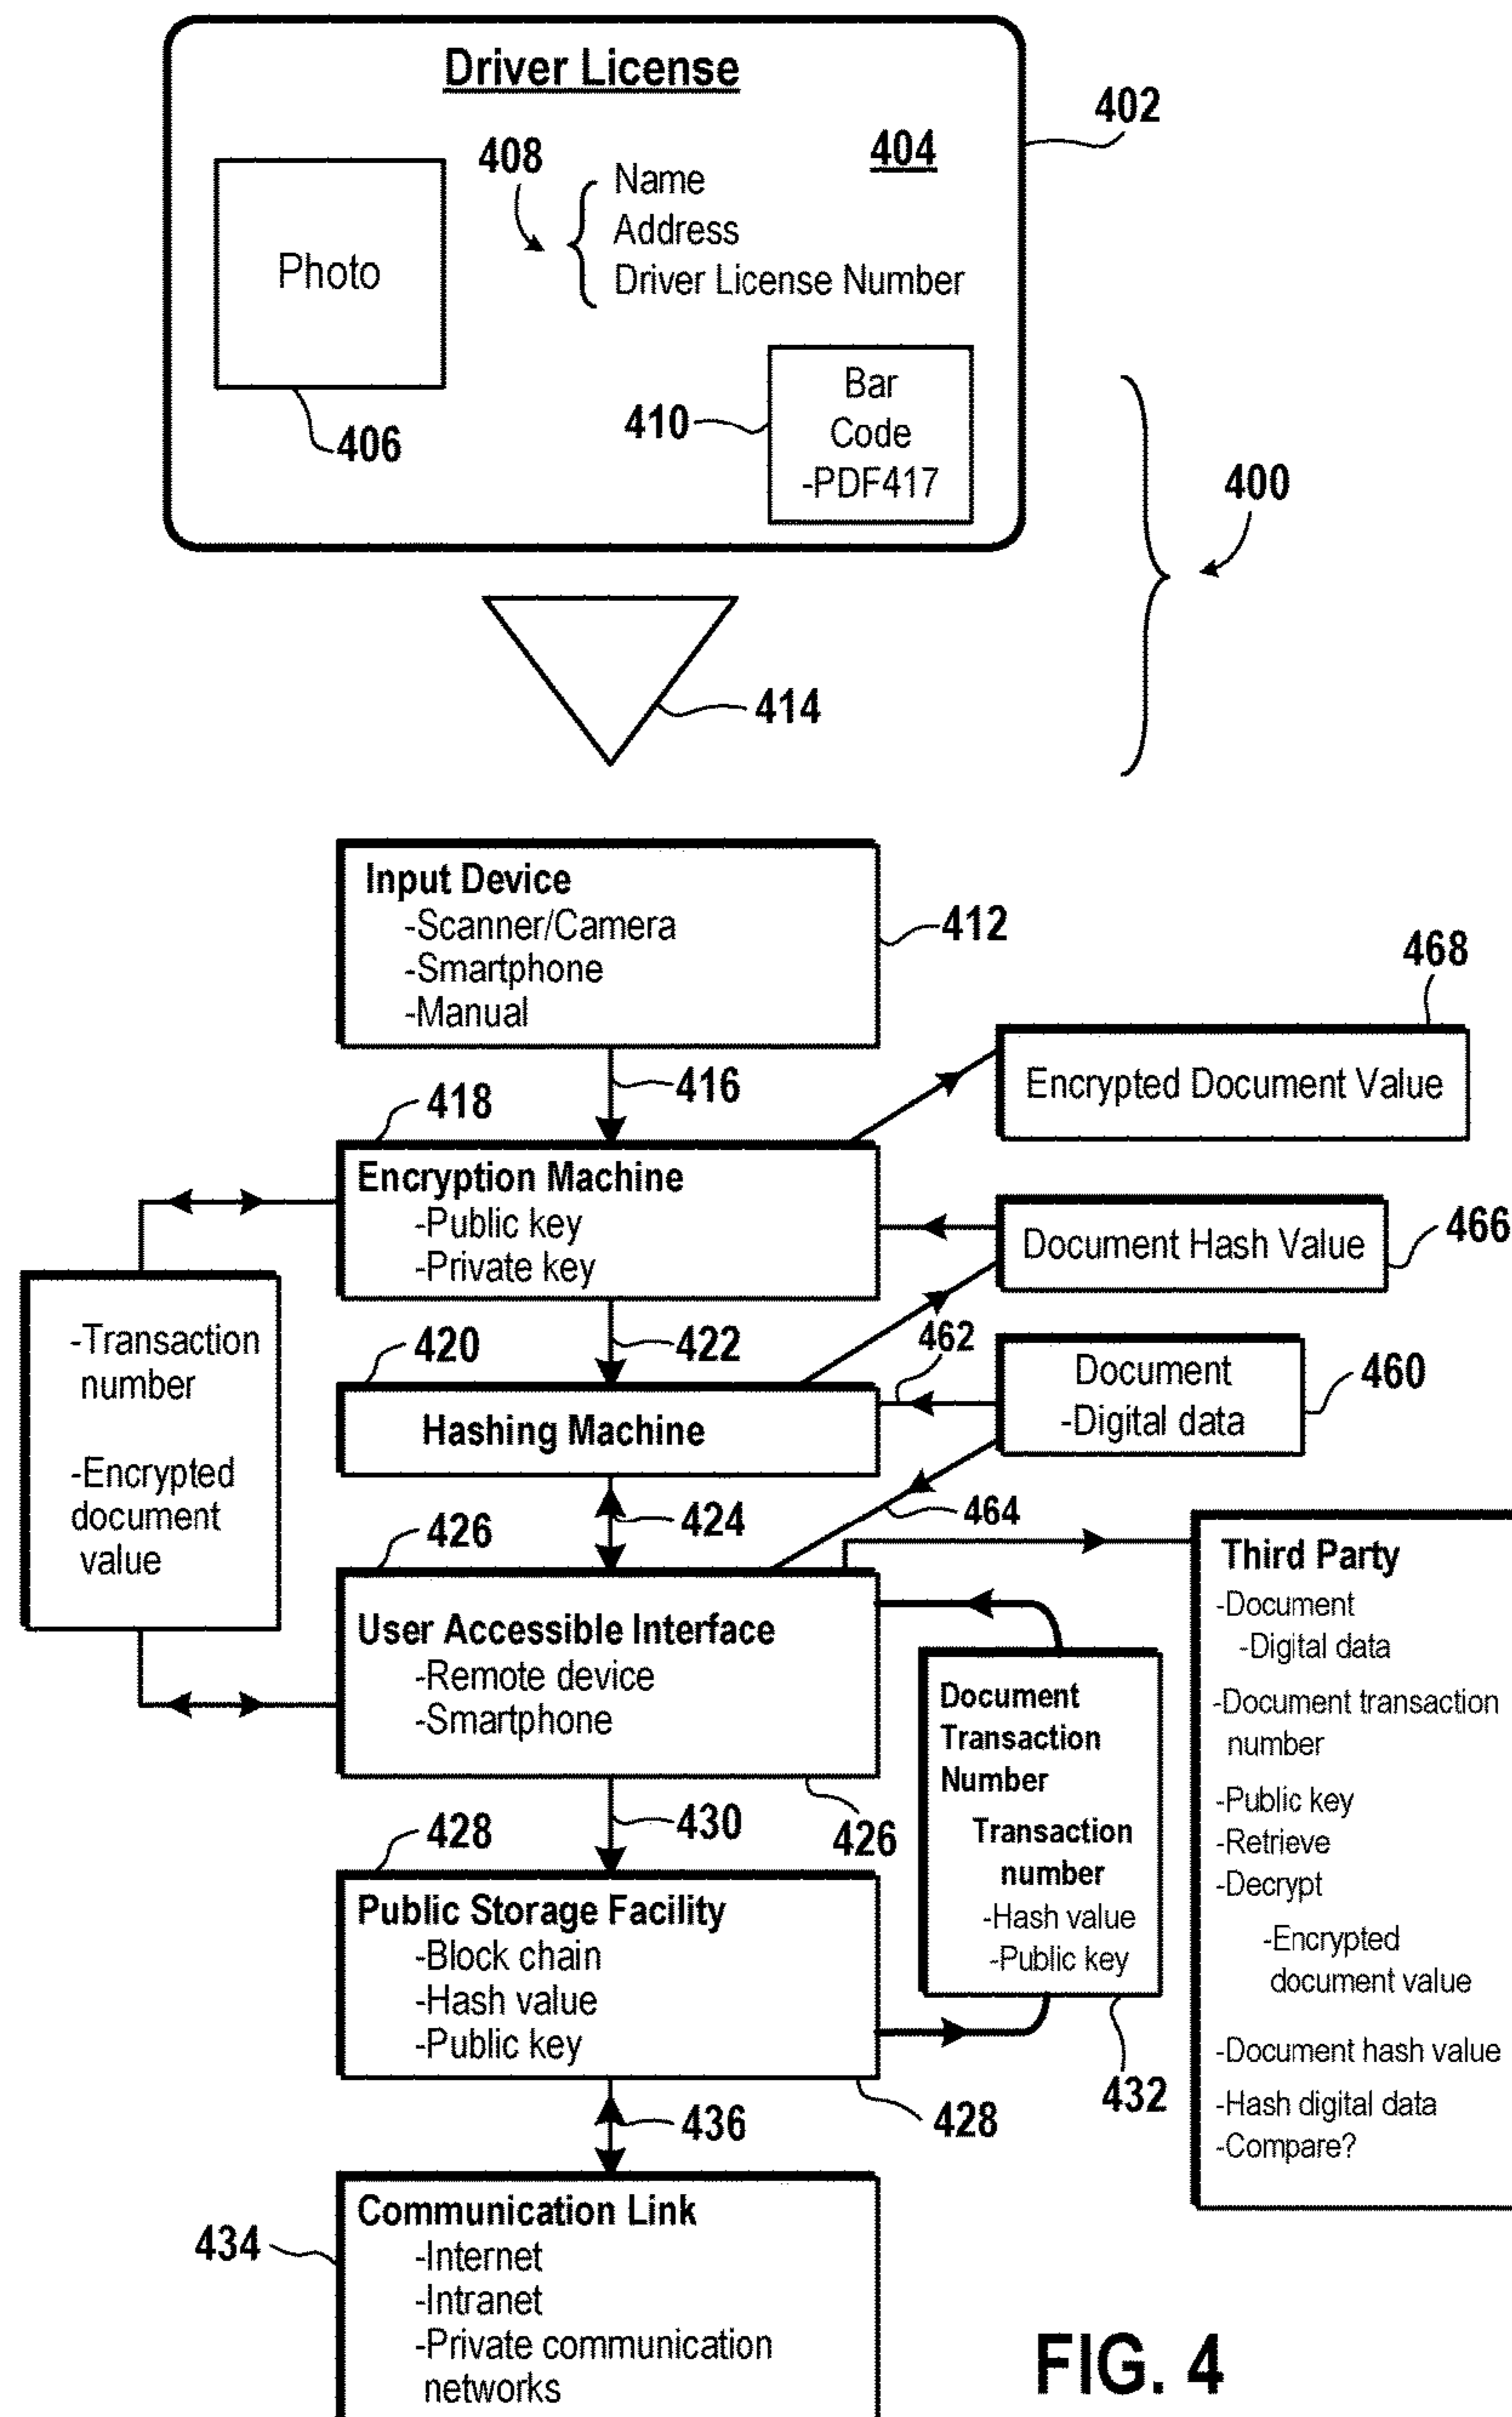 Driver License
402
404
408
Name
Address
Driver License Number
Photo
406
410
Bar
Code
-PDF417
400
414
Input Device
-Scanner/Camera
-Smartphone
-Manual
412
416
468
Encrypted Document Value
418
Encryption Machine
-Public key
-Private key
466
Document Hash Value
-Transaction
number
-Encrypted
document
value
420
422
462
Hashing Machine
Document
-Digital data
460
424
464
426
User Accessible Interface
-Remote device
-Smartphone
426
430
Document
Transaction
Number
Transaction
number
-Hash value
-Public key
432
Third Party
-Document
-Digital data
-Document transaction
number
-Public key
-Retrieve
-Decrypt
-Encrypted
document value
-Document hash value
-Hash digital data
-Compare?
428
Public Storage Facility
-Block chain
-Hash value
-Public key
428
436
434
Communication Link
-Internet
-Intranet
-Private communication
networks
FIG. 4